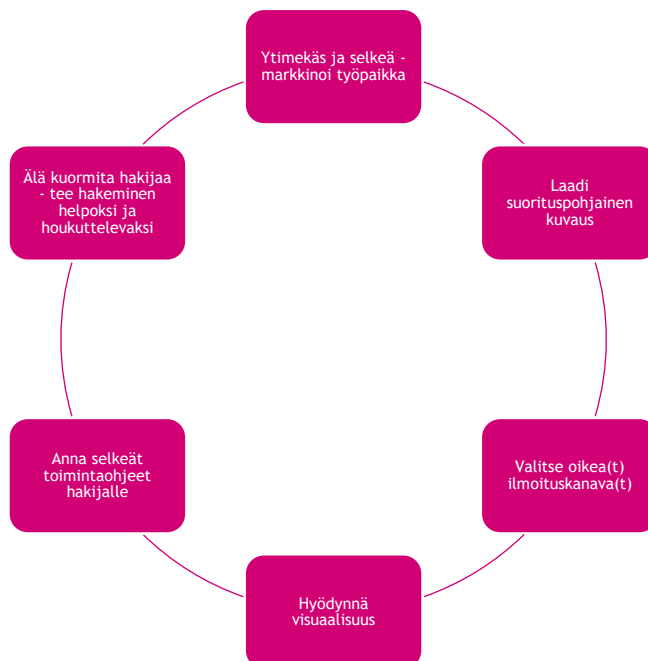 Ytimekäs ja selkeä -
markkinoi työpaikka
Laadi
suorituspohjainen
kuvaus
Valitse oikea(t)
ilmoituskanava(t)
Hyödynnä
visuaalisuus
Anna selkeät
toimintaohjeet
hakijalle
Älä kuormita hakijaa
- tee hakeminen
helpoksi ja
houkuttelevaksi